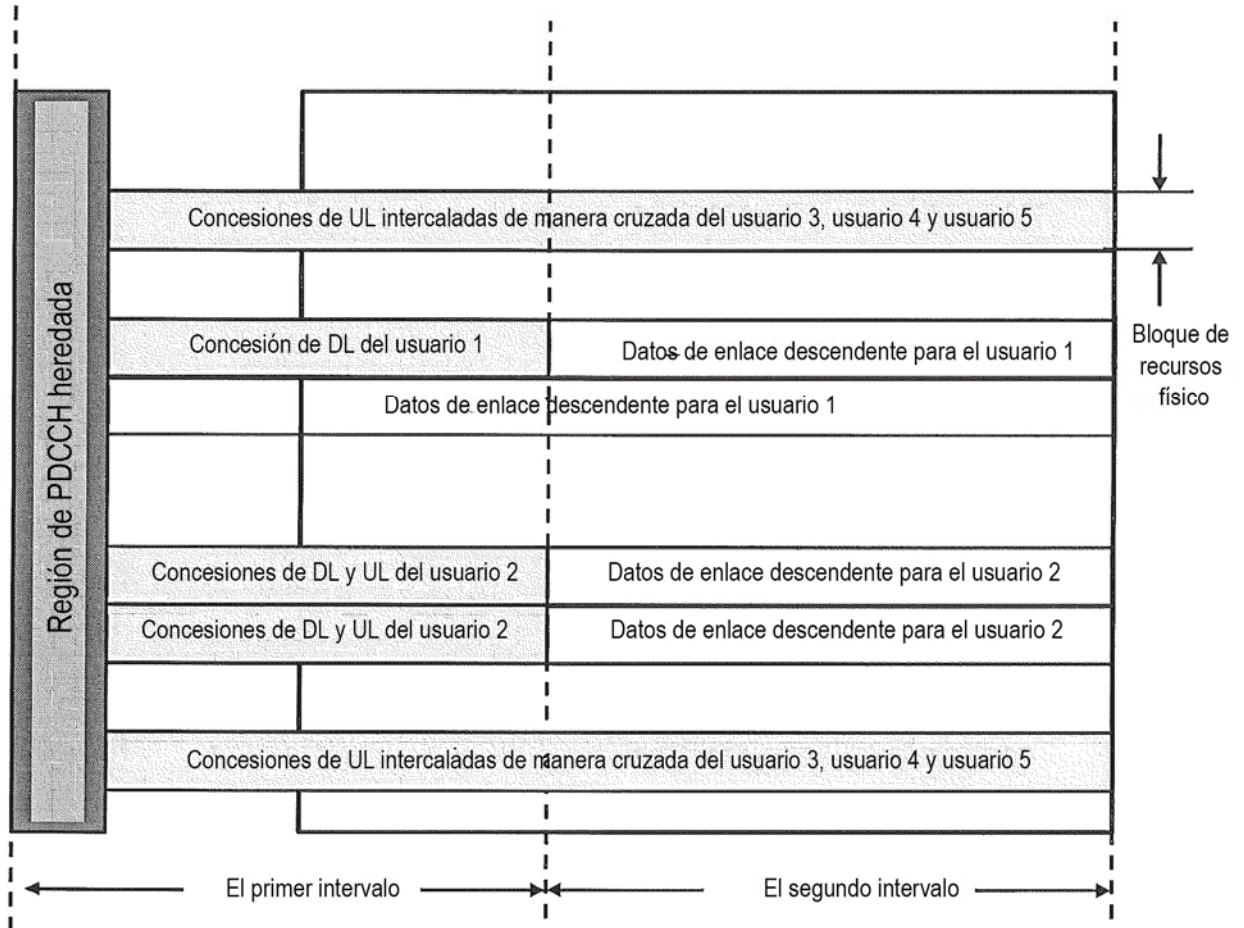 Región de PDCCH heredada
Concesiones de UL intercaladas de manera cruzada del usuario 3, usuario 4 y usuario 5
Concesión de DL del usuario 1
Datos de enlace descendente para el usuario 1
Datos de enlace descendente para el usuario 1
Bloque de
recursos
físico
Concesiones de DL y UL del usuario 2
Datos de enlace descendente para el usuario 2
Concesiones de DL y UL del usuario 2
Datos de enlace descendente para el usuario 2
Concesiones de UL intercaladas de manera cruzada del usuario 3, usuario 4 y usuario 5
El primer intervalo
El segundo intervalo